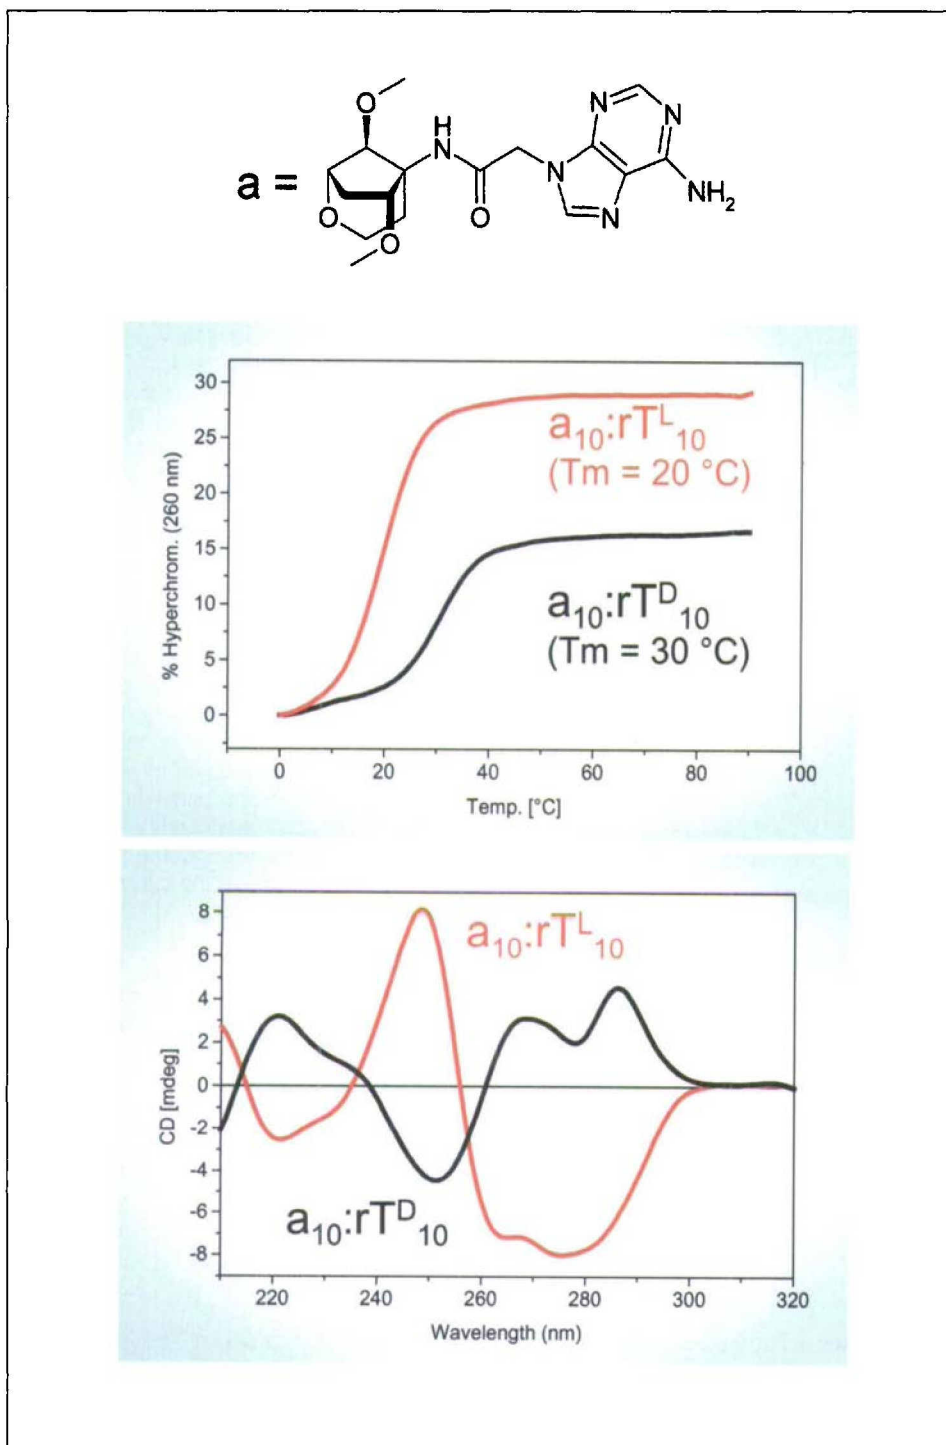 O
a =
H
N
O
O
O
N
N
N
N
NH2
% Hyperchrom. (260 nm)
30
25
20
15
10
5
0
a10:rTL10
(Tm = 20 °C)
a10:rTD10
(Tm = 30 °C)
0 20 40 60 80 100
Temp. [°C]
CD [mdeg]
8
6
4
2
0
-2
-4
-6
-8
a10:rTL10
a10:rTD10
220 240 260 280 300 320
Wavelength (nm)